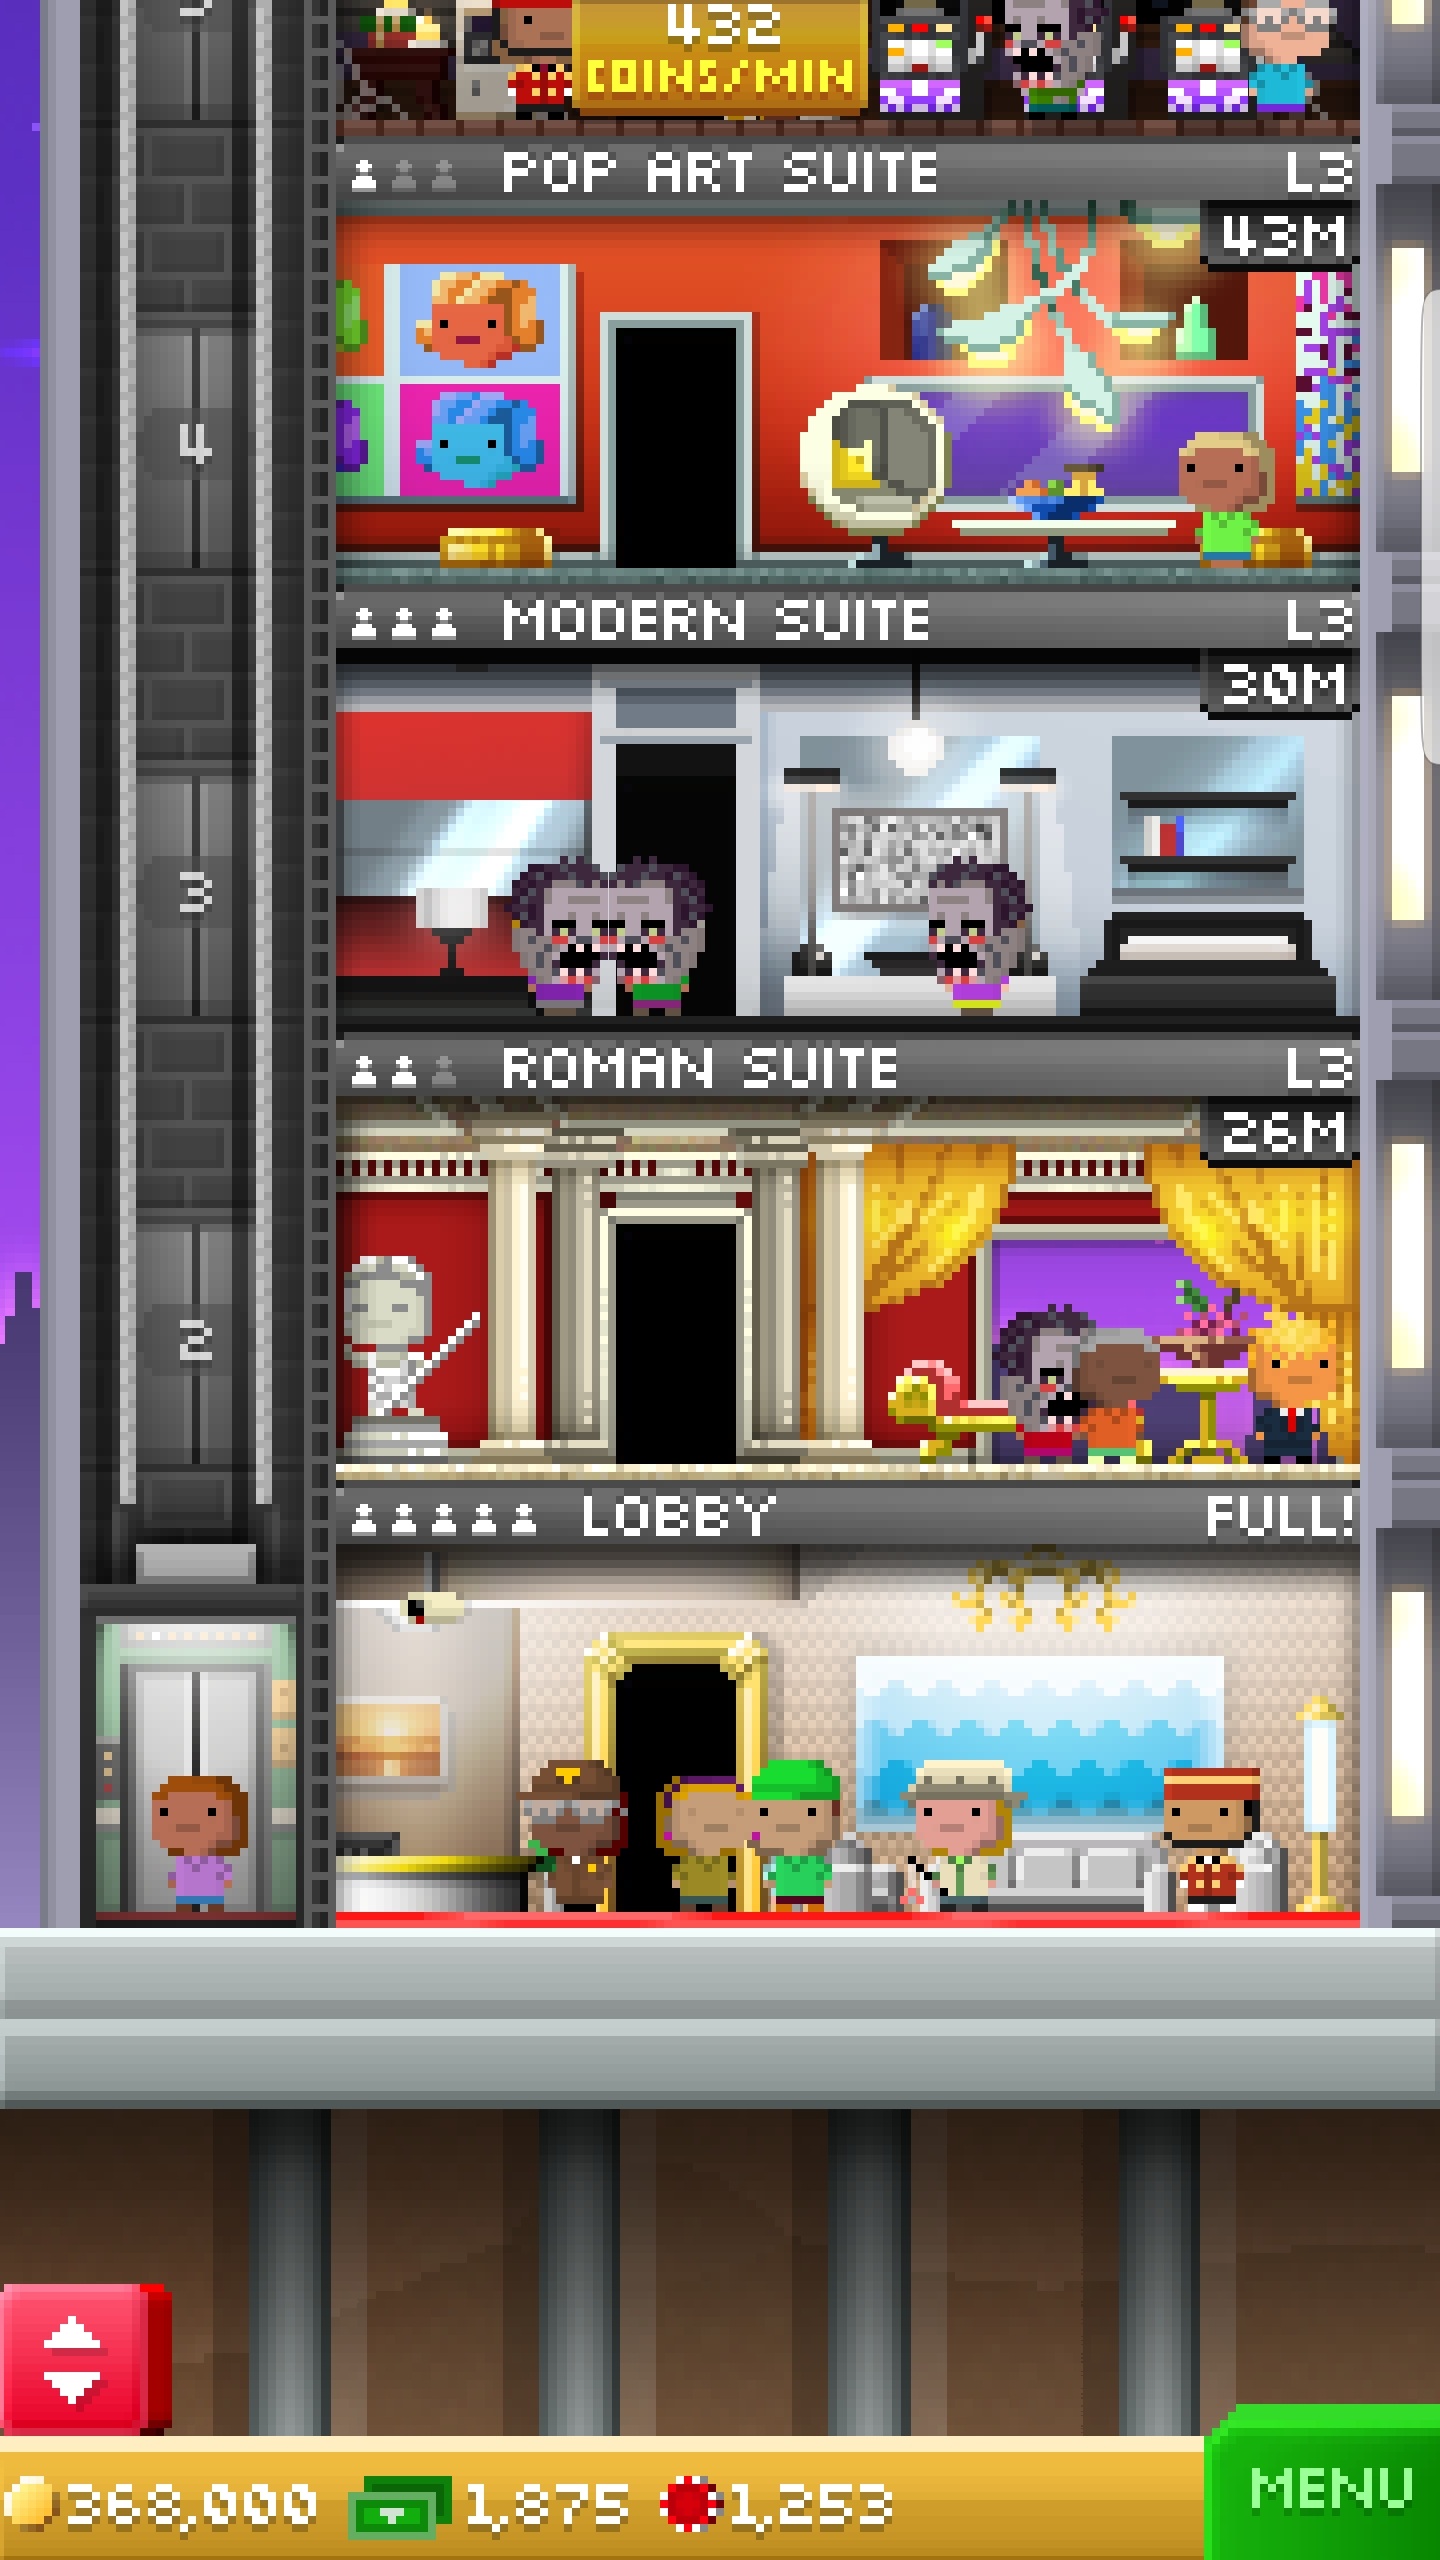 432
COINS/MIN
POP ART SUITE L3
43M
4
MODERN SUITE L3
30M
3
ROMAN SUITE L3
26M
2
LOBBY FULL!
368,000 1,875 1,253
MENU